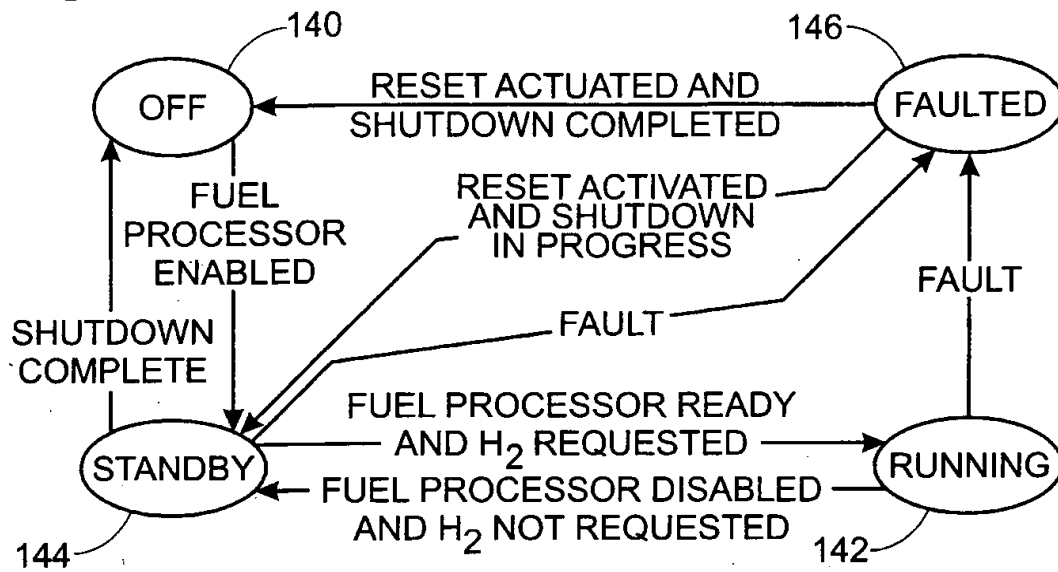 140
146
OFF
RESET ACTUATED AND
SHUTDOWN COMPLETED
FAULTED
FUEL
PROCESSOR
ENABLED
RESET ACTIVATED
AND SHUTDOWN
IN PROGRESS
FAULT
FAULT
SHUTDOWN
COMPLETE
STANDBY
FUEL PROCESSOR READY
AND H2 REQUESTED
RUNNING
FUEL PROCESSOR DISABLED
AND H2 NOT REQUESTED
144
142